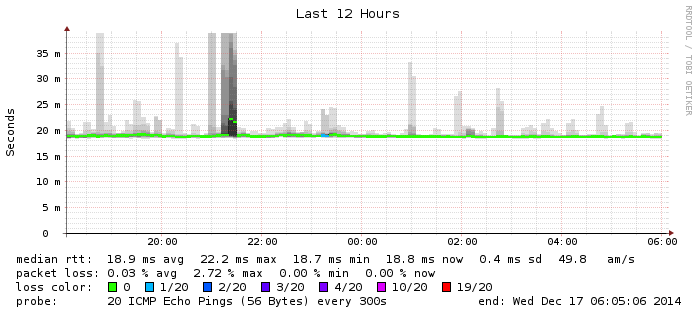 Last 12 Hours
RRDTOOL / TOBI OETIKER
Seconds
35 m
30 m
25 m
20 m
15 m
10 m
5 m
0
20:00 22:00 00:00 02:00 04:00 06:00
median rtt: 18.9 ms avg 22.2 ms max 18.7 ms min 18.8 ms now 0.4 ms sd 49.8 am/s
packet loss: 0.03 % avg 2.72 % max 0.00 % min 0.00 % now
loss color: 0 1/20 2/20 3/20 4/20 10/20 19/20
probe: 20 ICMP Echo Pings (56 Bytes) every 300s end: Wed Dec 17 06:05:06 2014